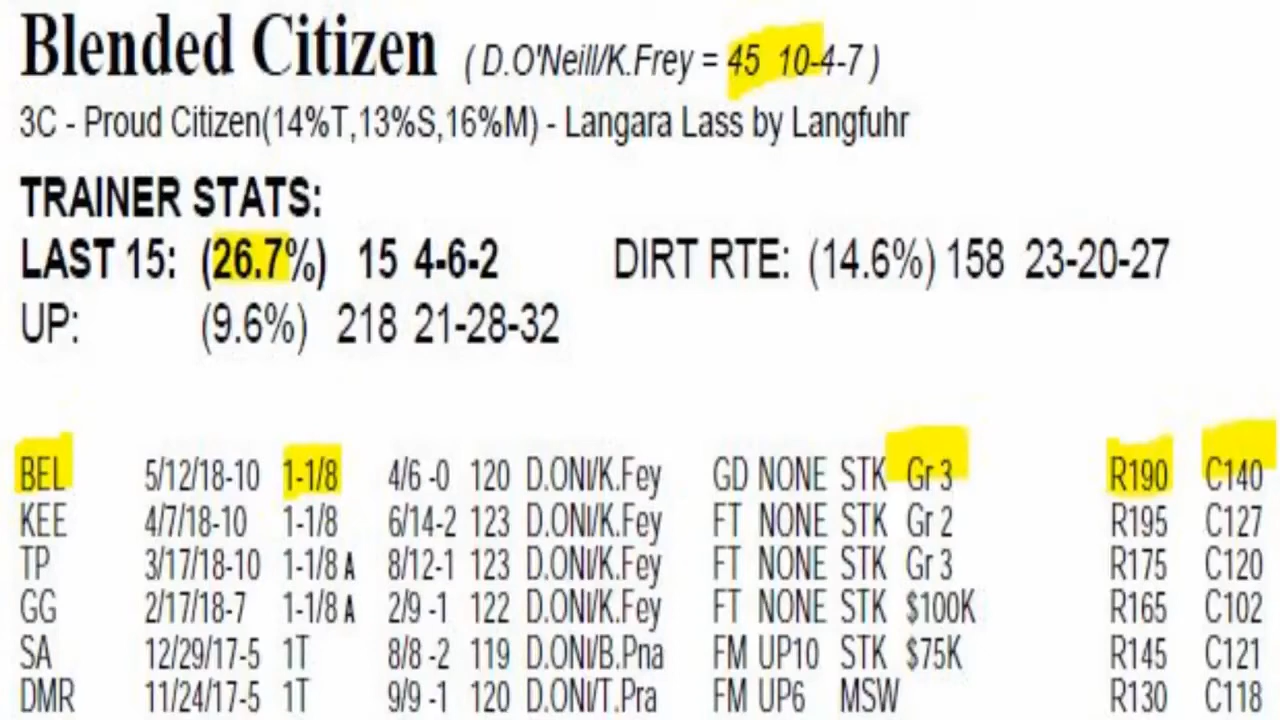 Blended Citizen ( D.O'Neill/K.Frey = 45 10-4-7 )
3C - Proud Citizen(14%T,13%S,16%M) - Langara Lass by Langfuhr
TRAINER STATS:
LAST 15: (26.7%) 15 4-6-2 DIRT RTE: (14.6%) 158 23-20-27
UP: (9.6%) 218 21-28-32
BEL 5/12/18-10 1-1/8 4/6 -0 120 D.ONI/K.Fey GD NONE STK Gr 3 R190 C140
KEE 4/7/18-10 1-1/8 6/14-2 123 D.ONI/K.Fey FT NONE STK Gr 2 R195 C127
TP 3/17/18-10 1-1/8 A 8/12-1 123 D.ONI/K.Fey FT NONE STK Gr 3 R175 C120
GG 2/17/18-7 1-1/8 A 2/9 -1 122 D.ONI/K.Fey FT NONE STK $100K R165 C102
SA 12/29/17-5 1T 8/8 -2 119 D.ONI/B.Pna FM UP10 STK $75K R145 C121
DMR 11/24/17-5 1T 9/9 -1 120 D.ONI/T.Pra FM UP6 MSW R130 C118